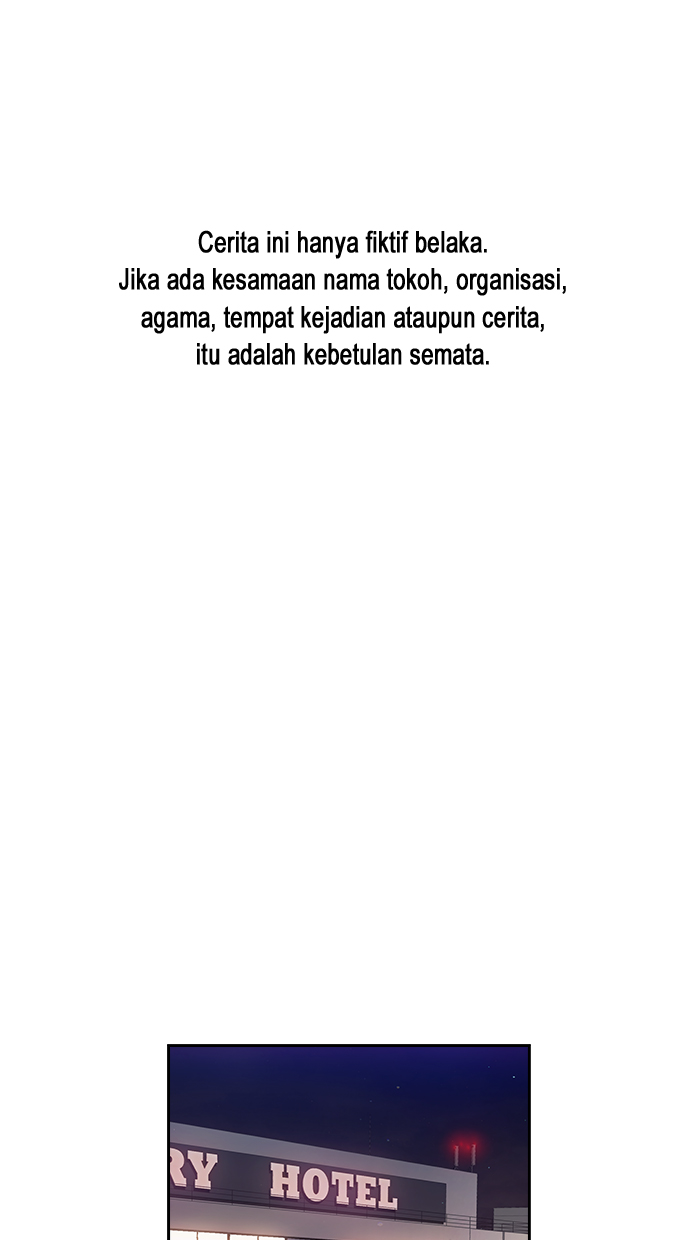 Cerita ini hanya fiktif belaka.
Jika ada kesamaan nama tokoh, organisasi,
agama, tempat kejadian ataupun cerita,
itu adalah kebetulan semata.
RY HOTEL